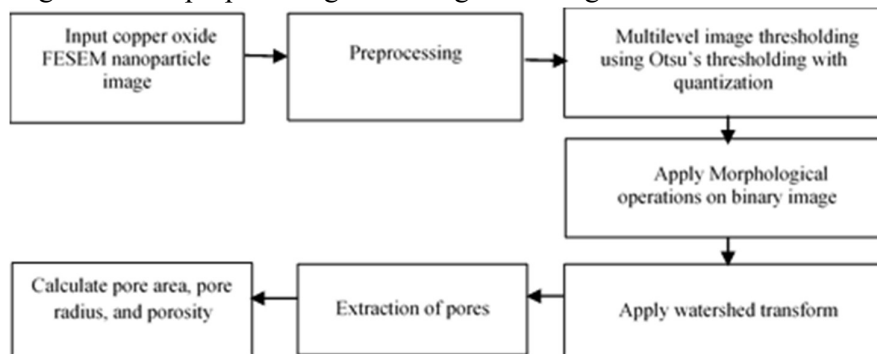 Input copper oxide
FESEM nanoparticle
image
Preprocessing
Multilevel image thresholding
using Otsu's thresholding with
quantization
Apply Morphological
operations on binary image
Apply watershed transform
Extraction of pores
Calculate pore area, pore
radius, and porosity